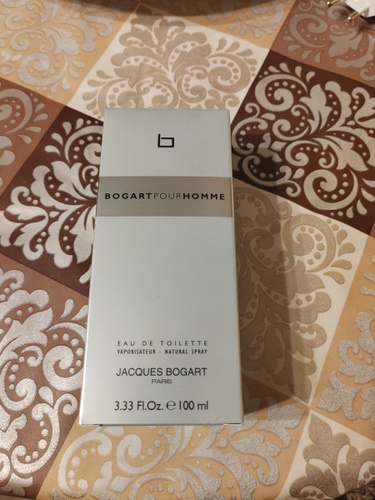 b
BOGARTPOURHOMME
EAU DE TOILETTE
VAPORISATEUR - NATURAL SPRAY
JACQUES BOGART
PARIS
3.33 Fl.Oz. ℮ 100 ml